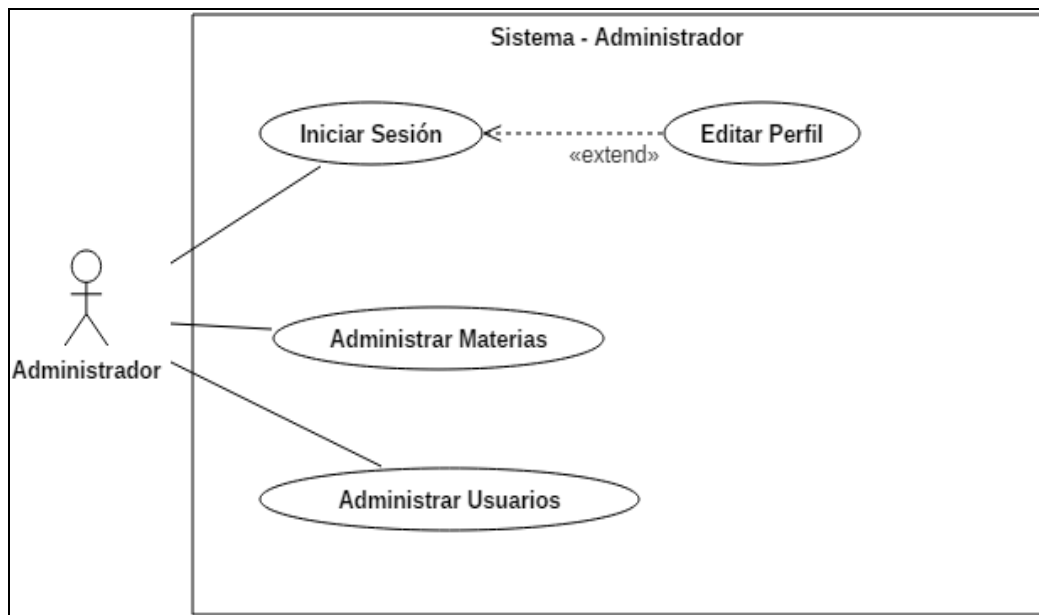 Sistema - Administrador
Iniciar Sesión
Editar Perfil
«extend»
Administrar Materias
Administrador
Administrar Usuarios